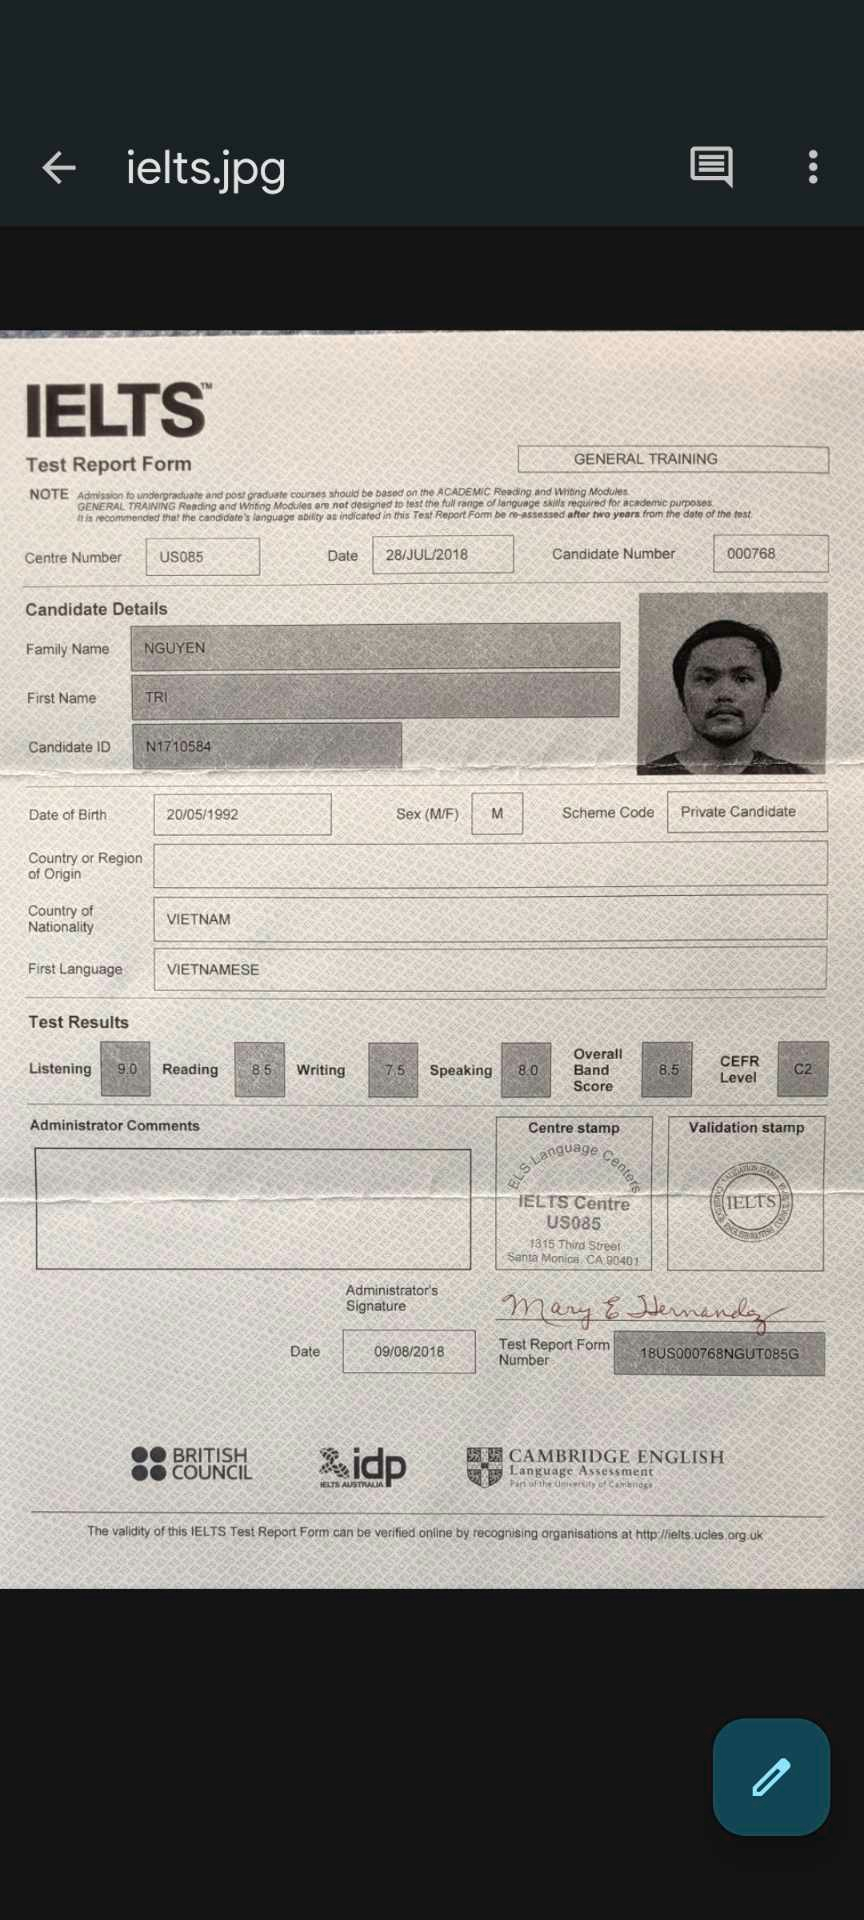 ielts.jpg
IELTS™
Test Report Form
GENERAL TRAINING
NOTE Admission to undergraduate and post graduate courses should be based on the ACADEMIC Reading and Writing Modules.
GENERAL TRAINING Reading and Writing Modules are not designed to test the full range of language skills required for academic purposes.
It is recommended that the candidate's language ability as indicated in this Test Report Form be re-assessed after two years from the date of the test.
Centre Number US085 Date 28/JUL/2018 Candidate Number 000768
Candidate Details
Family Name NGUYEN
First Name TRI
Candidate ID N1710584
Date of Birth 20/05/1992 Sex (M/F) M Scheme Code Private Candidate
Country or Region
of Origin
Country of
Nationality VIETNAM
First Language VIETNAMESE
Test Results
Listening 9.0 Reading 8.5 Writing 7.5 Speaking 8.0 Overall
Band
Score 8.5 CEFR
Level C2
Administrator Comments
Centre stamp
ELS Language Centers
IELTS Centre
US085
1315 Third Street
Santa Monica, CA 90401
Validation stamp
IELTS
Administrator's
Signature
Mary E Hernandez
Date 09/08/2018
Test Report Form
Number 18US000768NGUT085G
BRITISH
COUNCIL
idp
IELTS AUSTRALIA
CAMBRIDGE ENGLISH
Language Assessment
Part of the University of Cambridge
The validity of this IELTS Test Report Form can be verified online by recognising organisations at http://ielts.ucles.org.uk